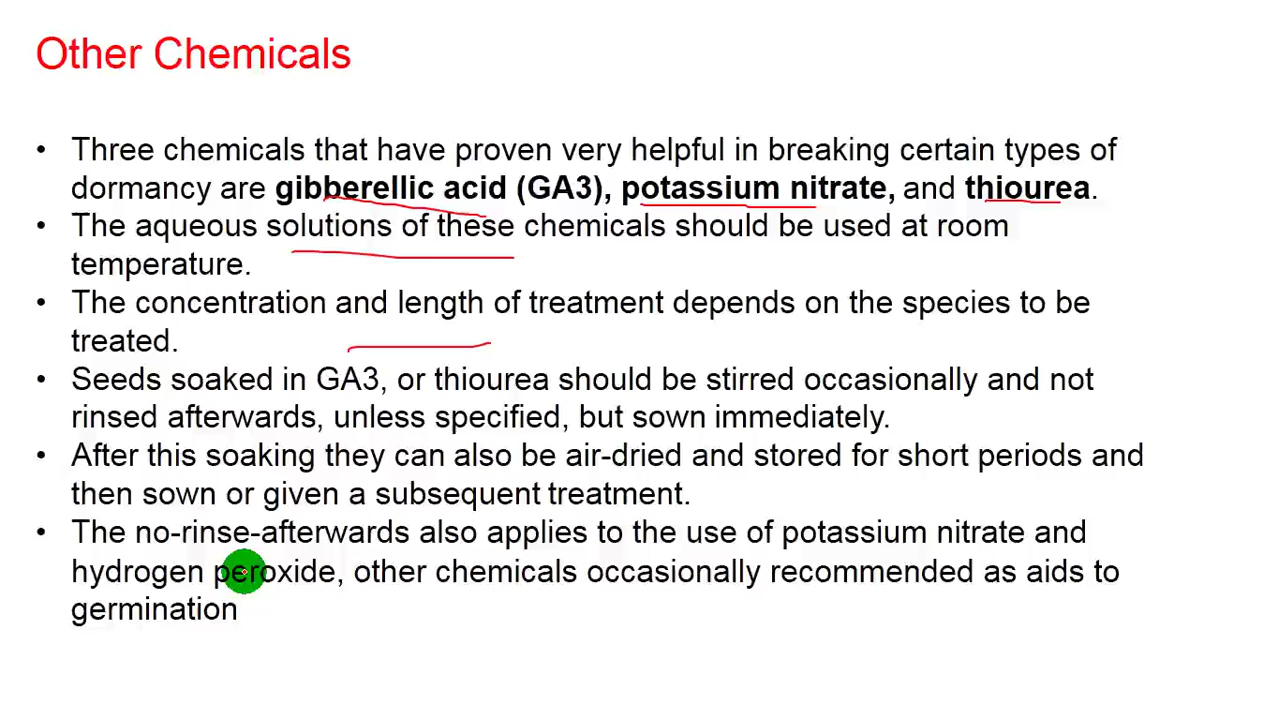 Other Chemicals
• Three chemicals that have proven very helpful in breaking certain types of
dormancy are gibberellic acid (GA3), potassium nitrate, and thiourea.
• The aqueous solutions of these chemicals should be used at room
temperature.
• The concentration and length of treatment depends on the species to be
treated.
• Seeds soaked in GA3, or thiourea should be stirred occasionally and not
rinsed afterwards, unless specified, but sown immediately.
• After this soaking they can also be air-dried and stored for short periods and
then sown or given a subsequent treatment.
• The no-rinse-afterwards also applies to the use of potassium nitrate and
hydrogen peroxide, other chemicals occasionally recommended as aids to
germination